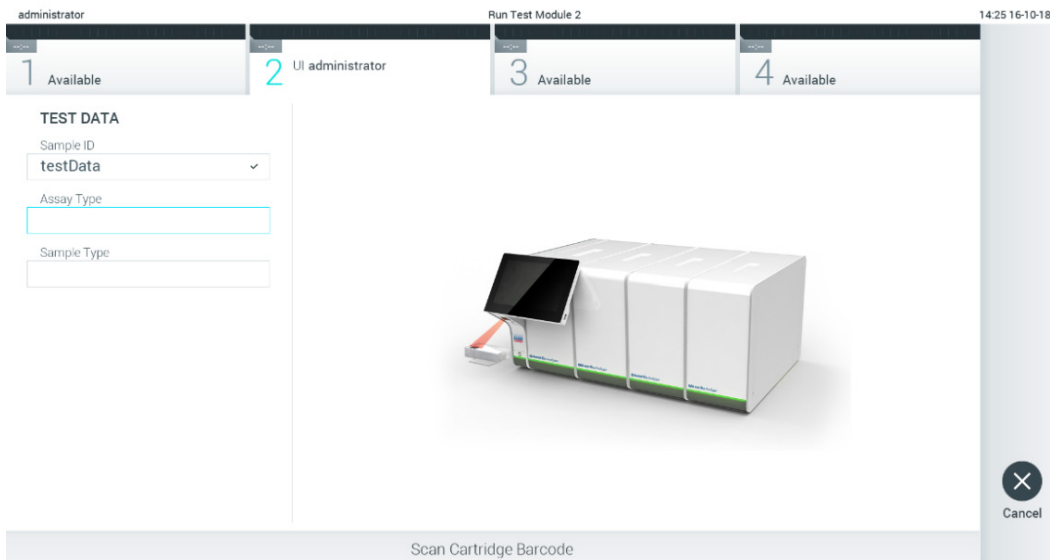 administrator Run Test Module 2 14:25 16-10-18
--:-- --:-- --:-- --:--
1 Available 2 UI administrator 3 Available 4 Available
TEST DATA
Sample ID
testData
Assay Type
Sample Type
Cancel
Scan Cartridge Barcode